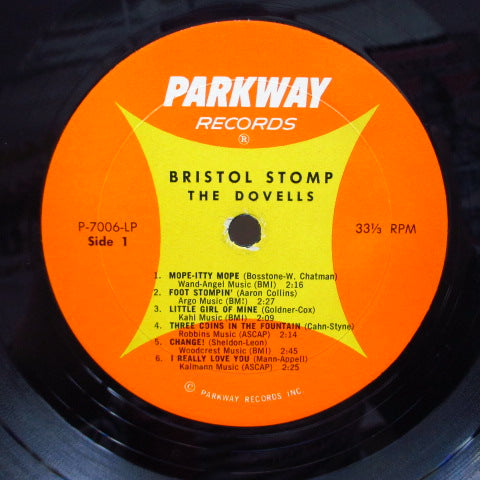 PARKWAY
RECORDS
®
BRISTOL STOMP
THE DOVELLS
P-7006-LP
Side 1
33⅓ RPM
1. MOPE-ITTY MOPE (Bosstone-W. Chatman)
Wand-Angel Music (BMI) 2:16
2. FOOT STOMPIN' (Aaron Collins)
Argo Music (BMI) 2:27
3. LITTLE GIRL OF MINE (Goldner-Cox)
Kahl Music (BMI) 2:09
4. THREE COINS IN THE FOUNTAIN (Cahn-Styne)
Robbins Music (ASCAP) 2:14
5. CHANGE! (Sheldon-Leon)
Woodcrest Music (BMI) 2:45
6. I REALLY LOVE YOU (Mann-Appell)
Kalmann Music (ASCAP) 2:25
© PARKWAY RECORDS INC.